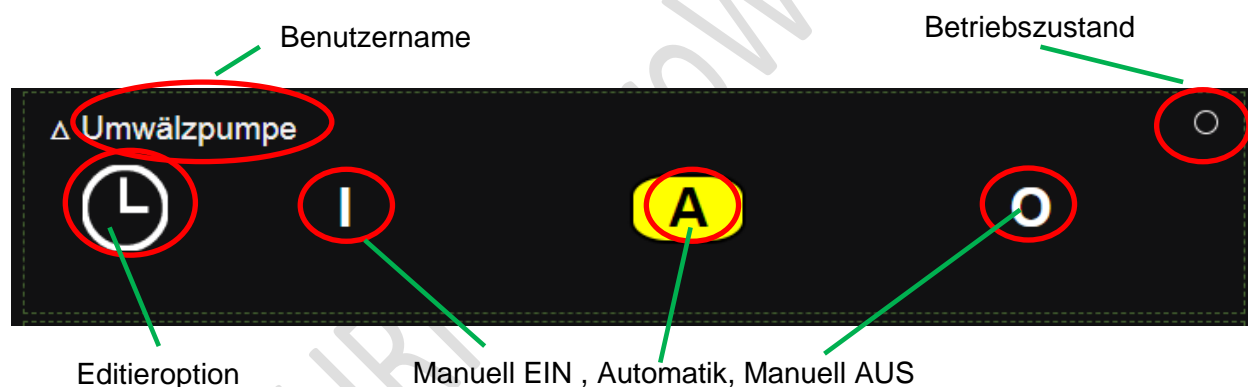 Benutzername
Betriebszustand
Umwälzpumpe
I
A
O
Editieroption
Manuell EIN , Automatik, Manuell AUS